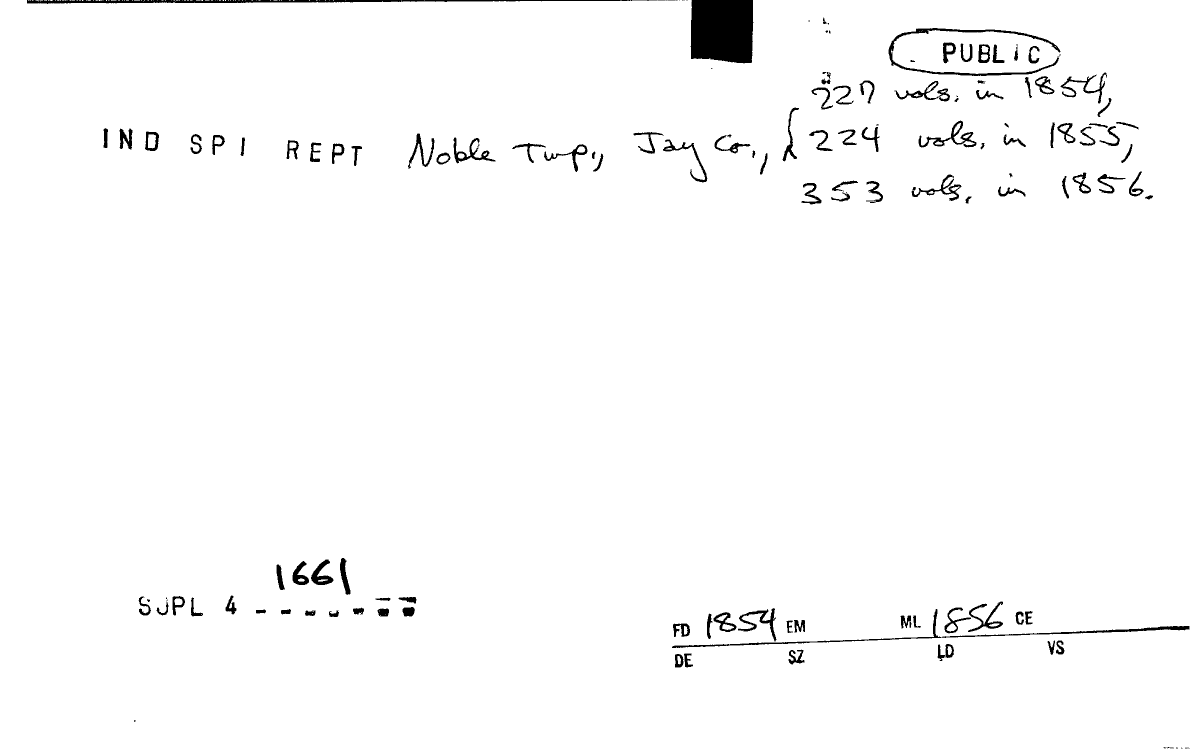 PUBLIC
227 vols. in 1854,
IND SPI REPT Noble Twp., Jay Co., { 224 vols. in 1855,
353 vols. in 1856.
1661
SUPL 4 - - - - - - -
FD 1854 EM ML 1856 CE
DE SZ LD VS